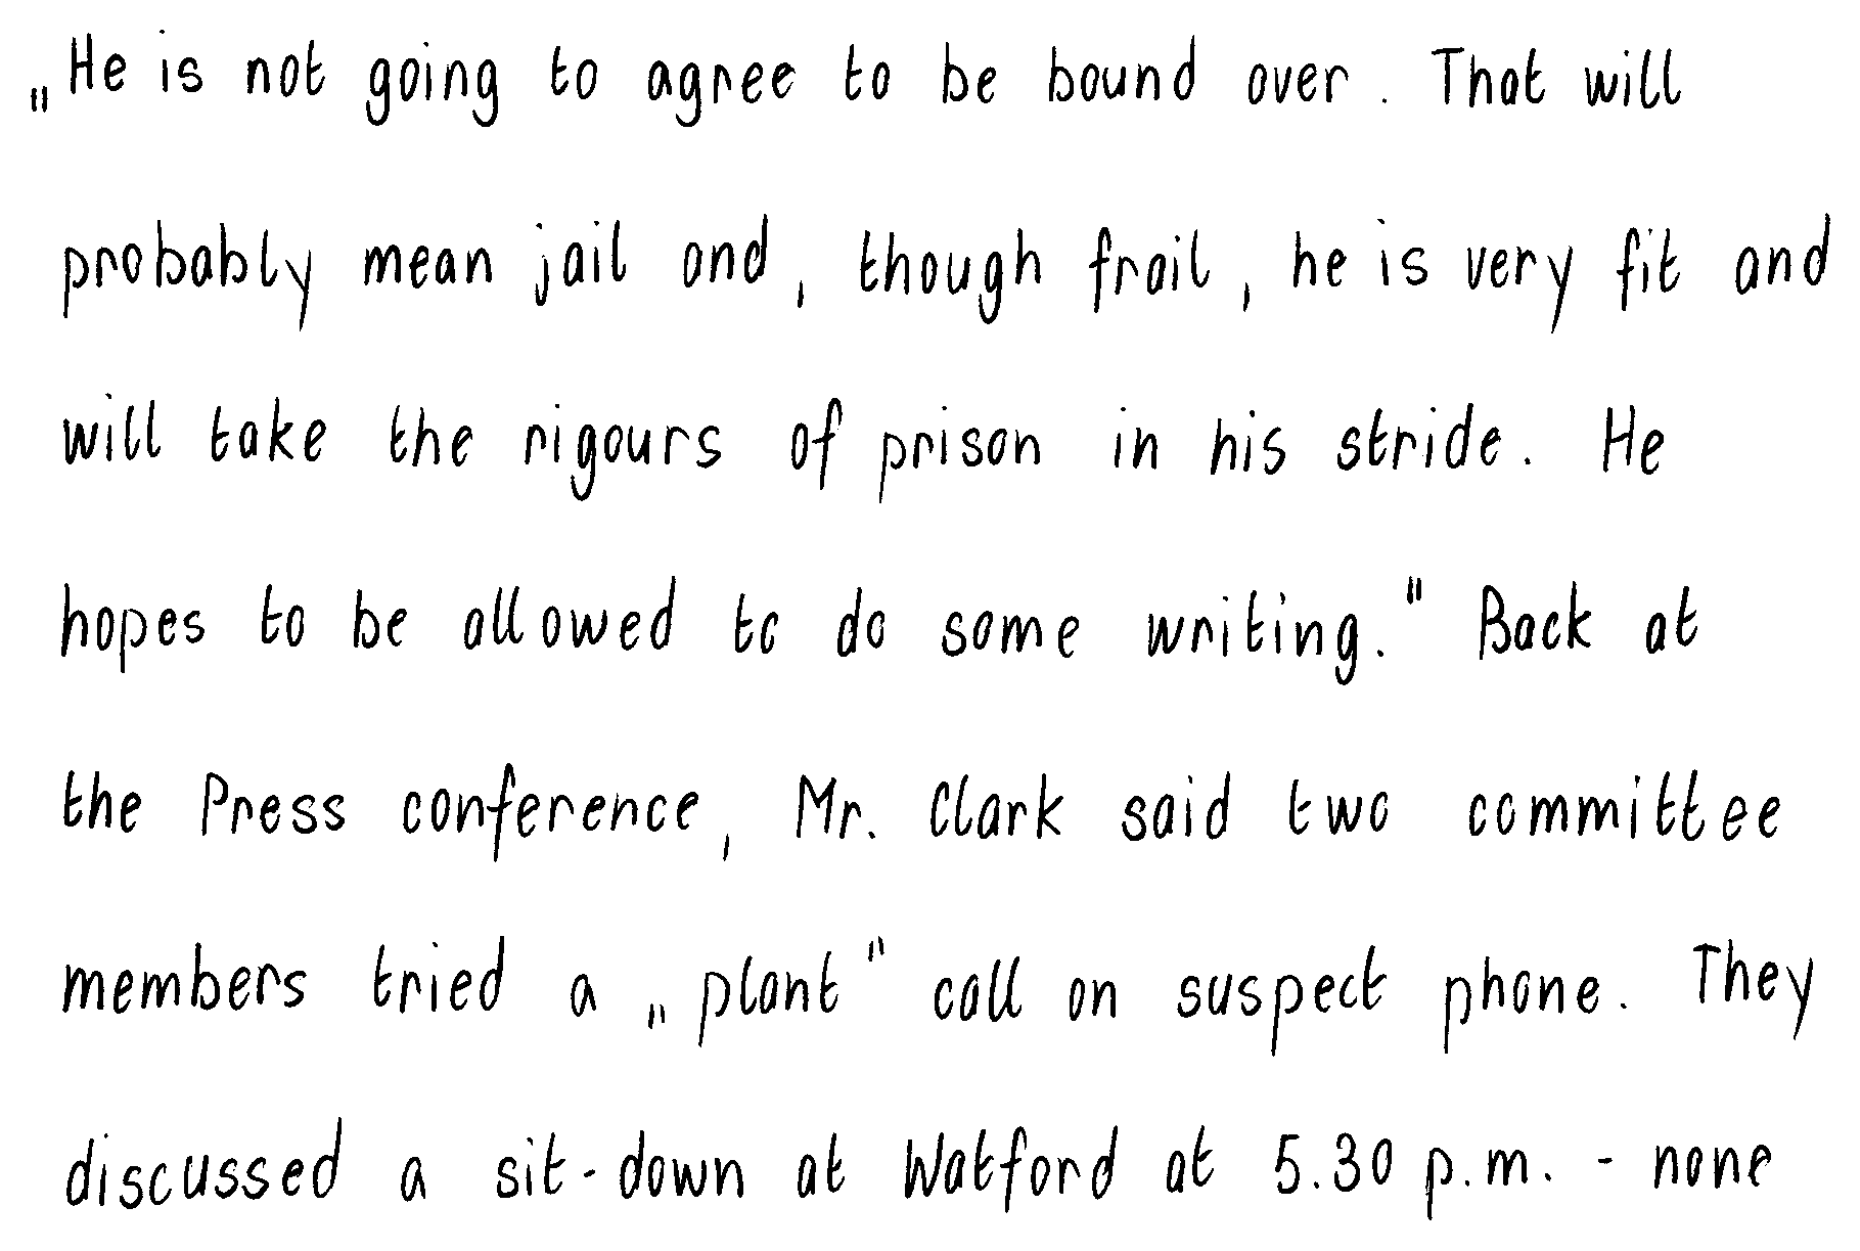 „He is not going to agree to be bound over. That will
probably mean jail and, though frail, he is very fit and
will take the rigours of prison in his stride. He
hopes to be allowed to do some writing." Back at
the Press conference, Mr. Clark said two committee
members tried a „plant" call on suspect phone. They
discussed a sit-down at Watford at 5.30 p.m. - none